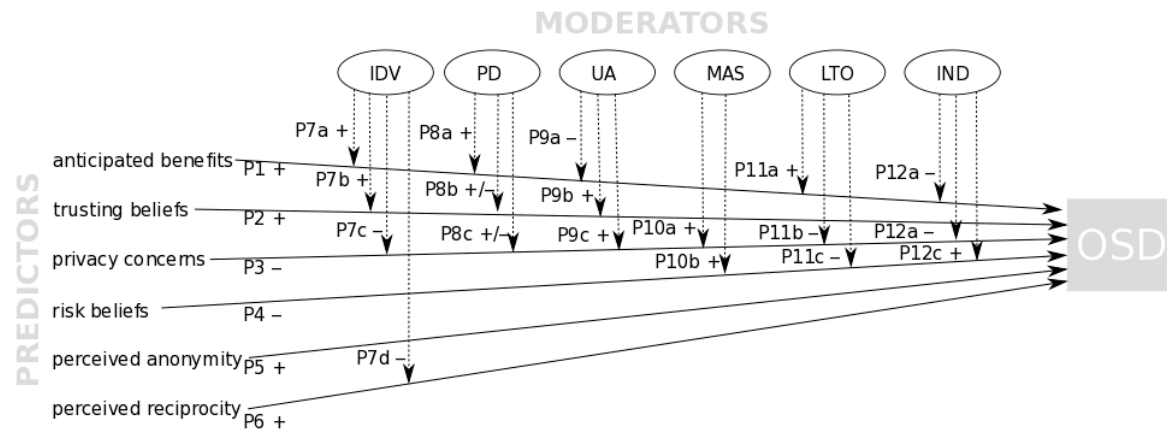 MODERATORS
IDV PD UA MAS LTO IND
P7a + P8a + P9a –
anticipated benefits P1 + P7b + P8b +/– P9b + P11a + P12a –
trusting beliefs P2 + P7c – P8c +/– P9c + P10a + P11b – P12a –
privacy concerns P3 – P10b + P11c – P12c +
risk beliefs P4 –
perceived anonymity P5 + P7d –
perceived reciprocity P6 +
PREDICTORS
OSD